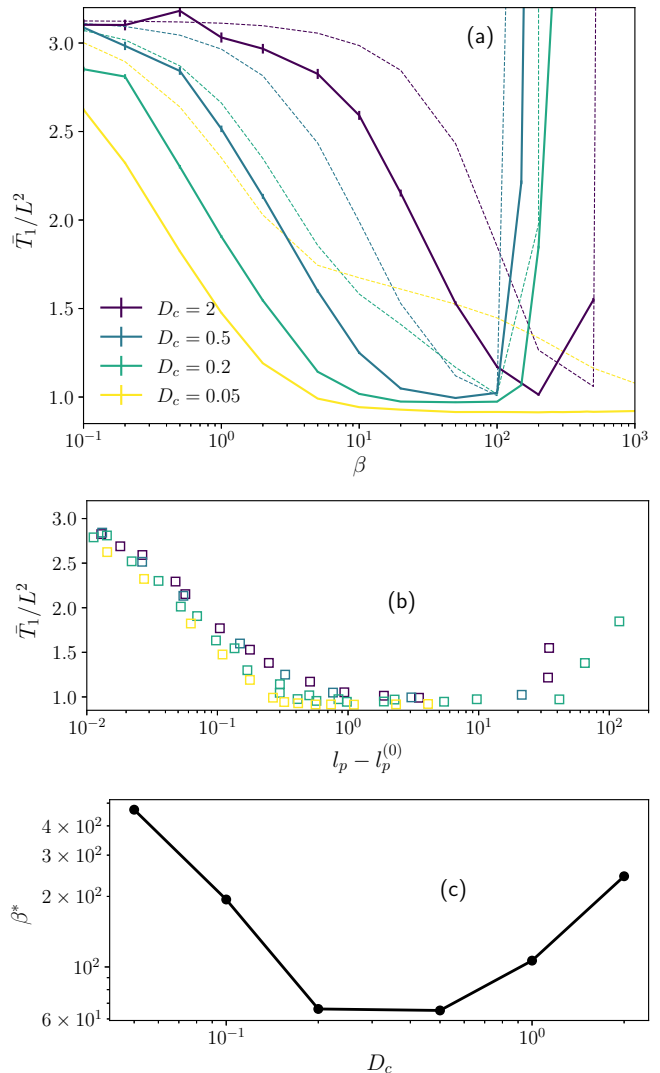 (a)
3.0
2.5
2.0
1.5
1.0
T̄₁/L²
D_c = 2
D_c = 0.5
D_c = 0.2
D_c = 0.05
10⁻¹ 10⁰ 10¹ 10² 10³
β
(b)
3.0
2.5
2.0
1.5
1.0
T̄₁/L²
10⁻² 10⁻¹ 10⁰ 10¹ 10²
l_p − l_p^{(0)}
(c)
4 × 10²
3 × 10²
2 × 10²
10²
6 × 10¹
β*
10⁻¹ 10⁰
D_c